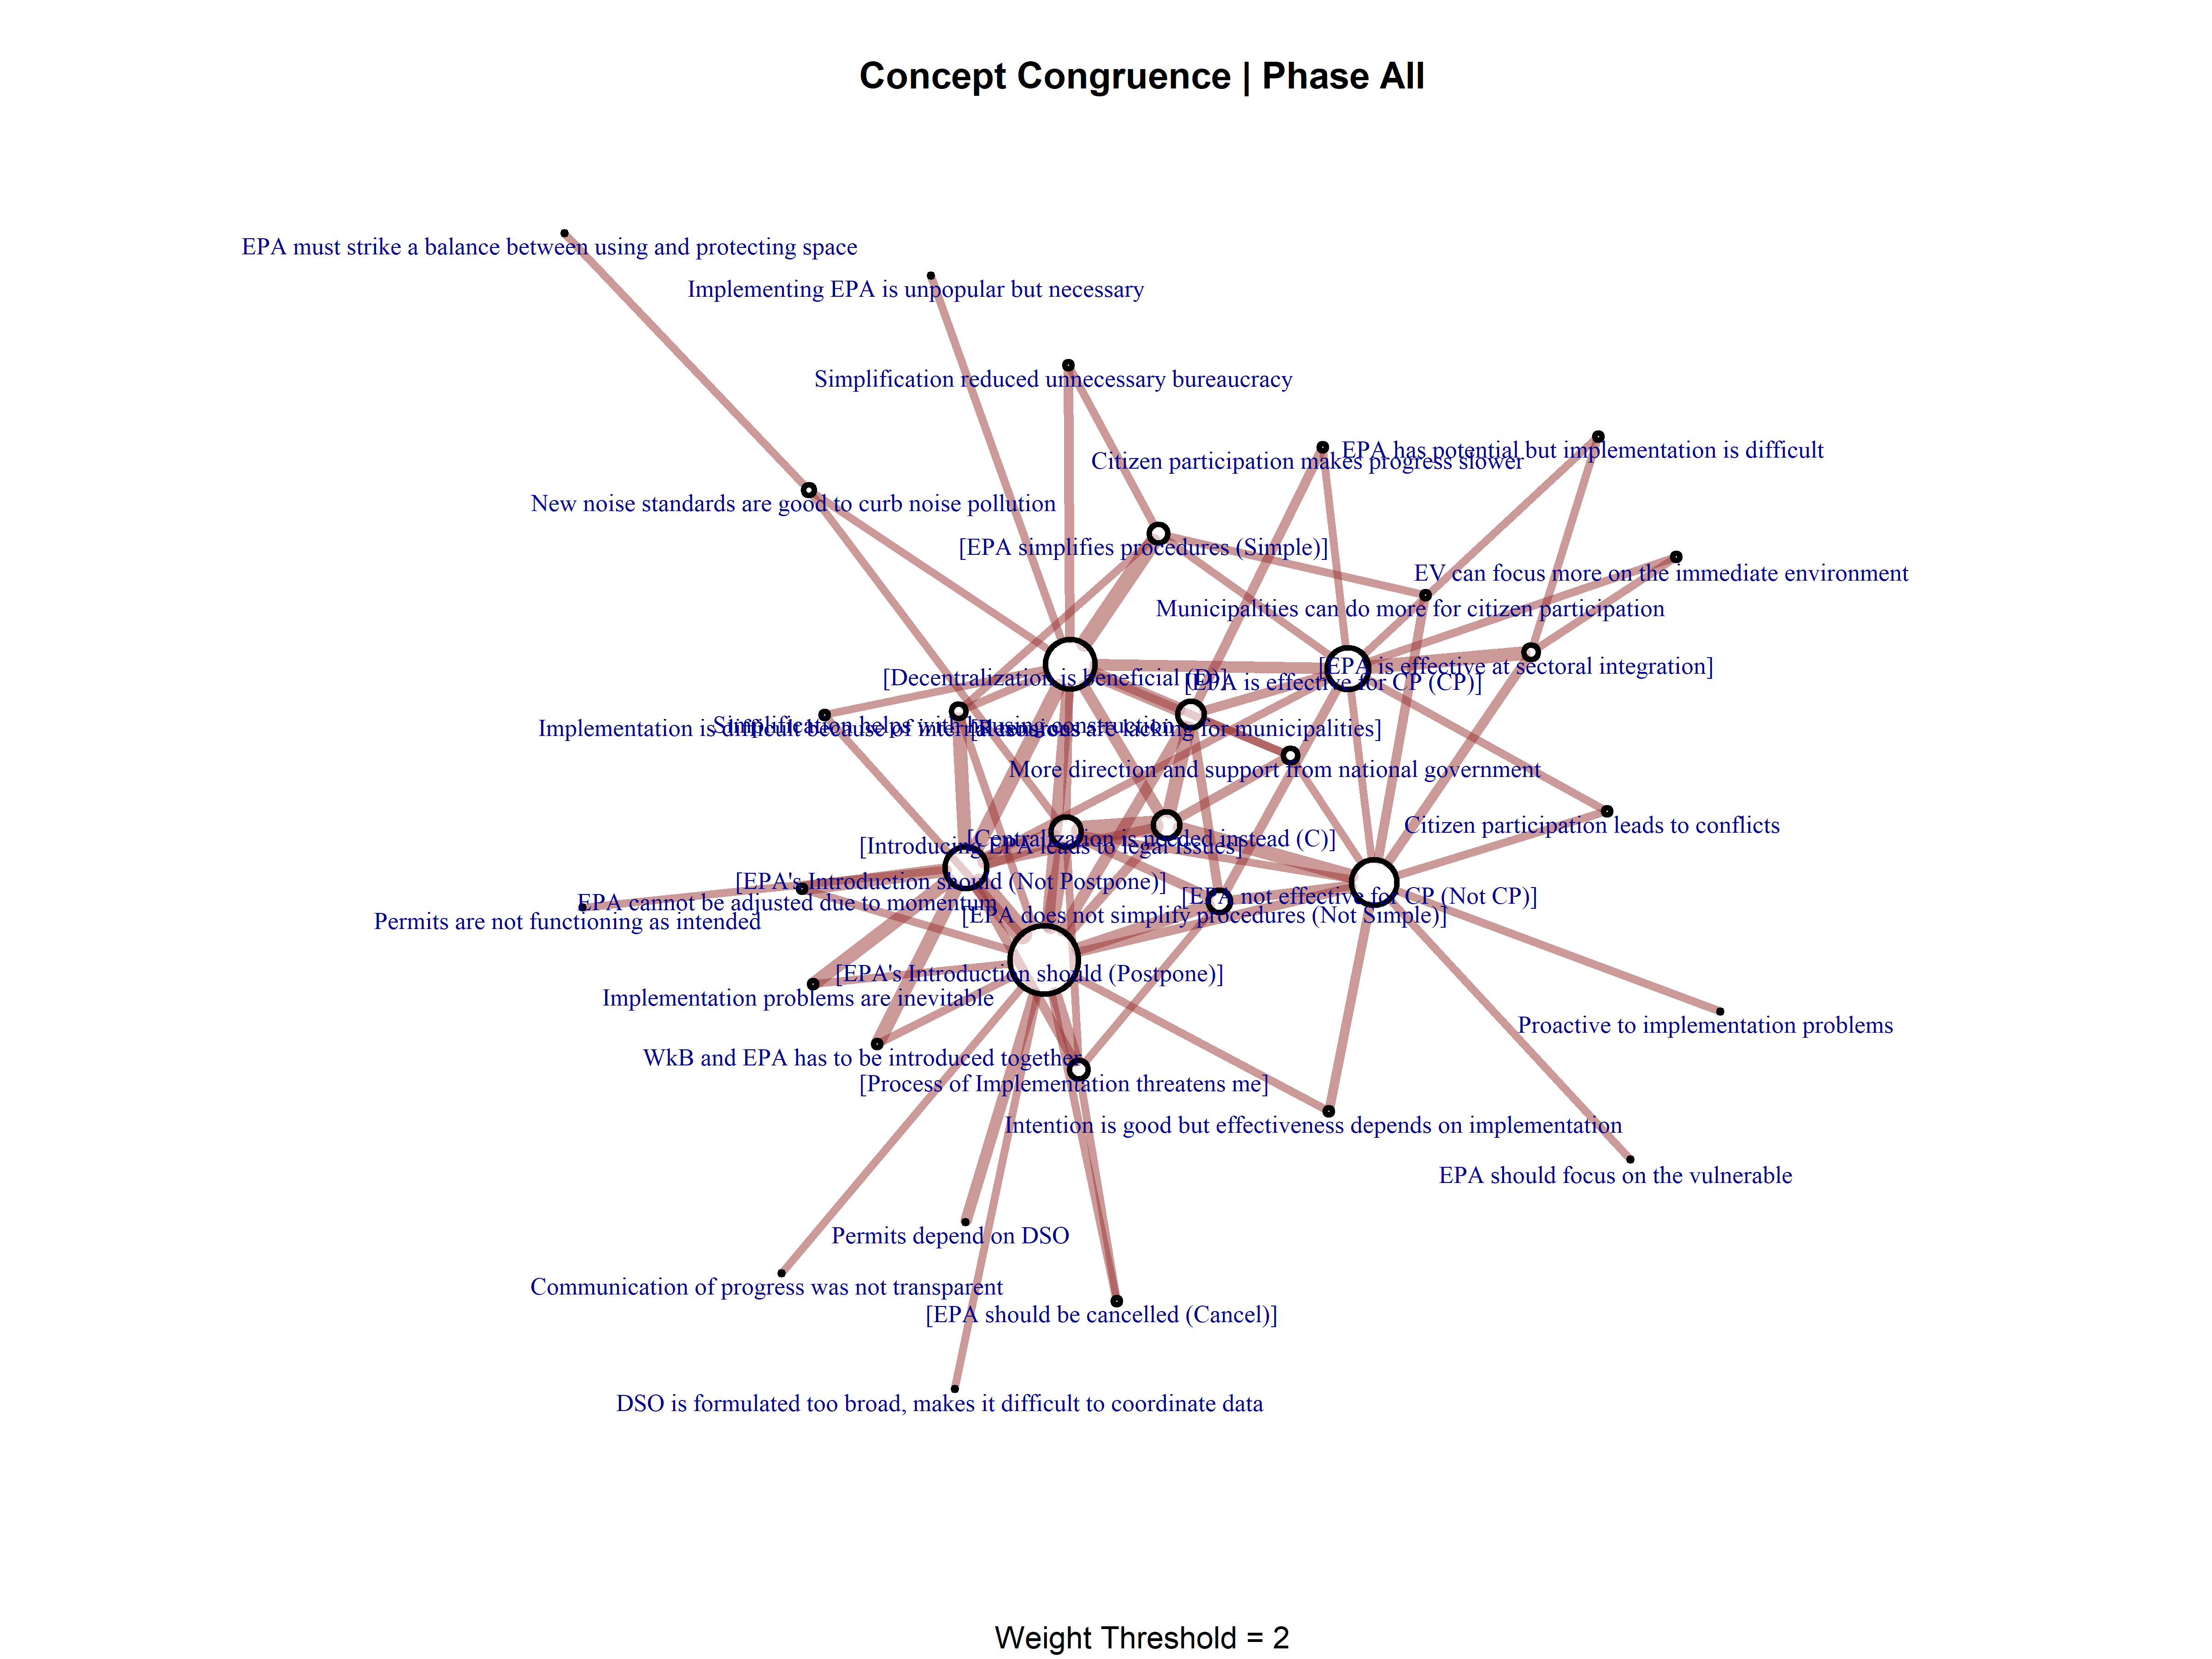 Concept Congruence | Phase All
EPA must strike a balance between using and protecting space
Implementing EPA is unpopular but necessary
Simplification reduced unnecessary bureaucracy
EPA has potential but implementation is difficult
Citizen participation makes progress slower
New noise standards are good to curb noise pollution
[EPA simplifies procedures (Simple)]
EV can focus more on the immediate environment
Municipalities can do more for citizen participation
[EPA is effective at sectoral integration]
[Decentralization is beneficial (D)]
[EPA is effective for CP (CP)]
Simplification helps with housing construction
Implementation is difficult because of internal
[Resources are lacking for municipalities]
More direction and support from national government
Citizen participation leads to conflicts
[Centralization is needed instead (C)]
[Introducing EPA leads to legal Issues]
[EPA's Introduction should (Not Postpone)]
[EPA not effective for CP (Not CP)]
EPA cannot be adjusted due to momentum
[EPA does not simplify procedures (Not Simple)]
Permits are not functioning as intended
[EPA's Introduction should (Postpone)]
Implementation problems are inevitable
Proactive to implementation problems
WkB and EPA has to be introduced together
[Process of Implementation threatens me]
Intention is good but effectiveness depends on implementation
EPA should focus on the vulnerable
Permits depend on DSO
Communication of progress was not transparent
[EPA should be cancelled (Cancel)]
DSO is formulated too broad, makes it difficult to coordinate data
Weight Threshold = 2